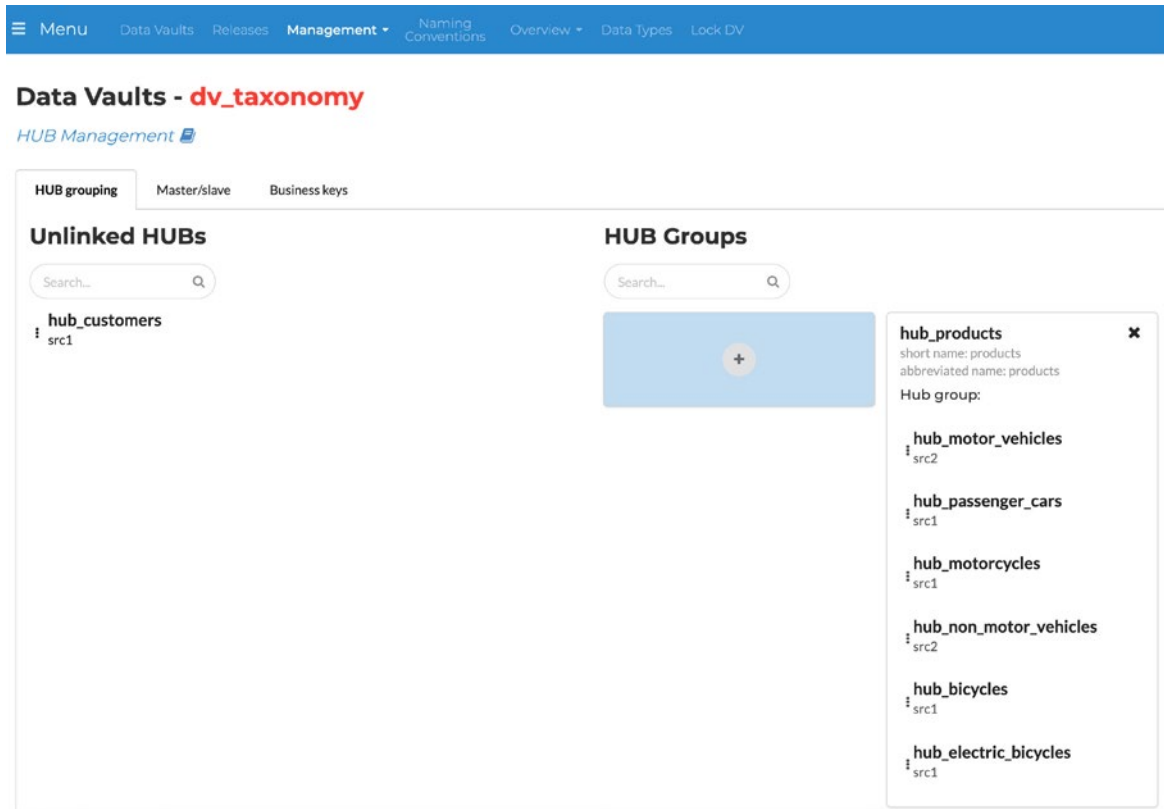 Menu Data Vaults Releases Management Naming Conventions Overview Data Types Lock DV
Data Vaults - dv_taxonomy
HUB Management
HUB grouping Master/slave Business keys
Unlinked HUBs
Search...
hub_customers
src1
HUB Groups
Search...
hub_products
short name: products
abbreviated name: products
Hub group:
hub_motor_vehicles
src2
hub_passenger_cars
src1
hub_motorcycles
src1
hub_non_motor_vehicles
src2
hub_bicycles
src1
hub_electric_bicycles
src1